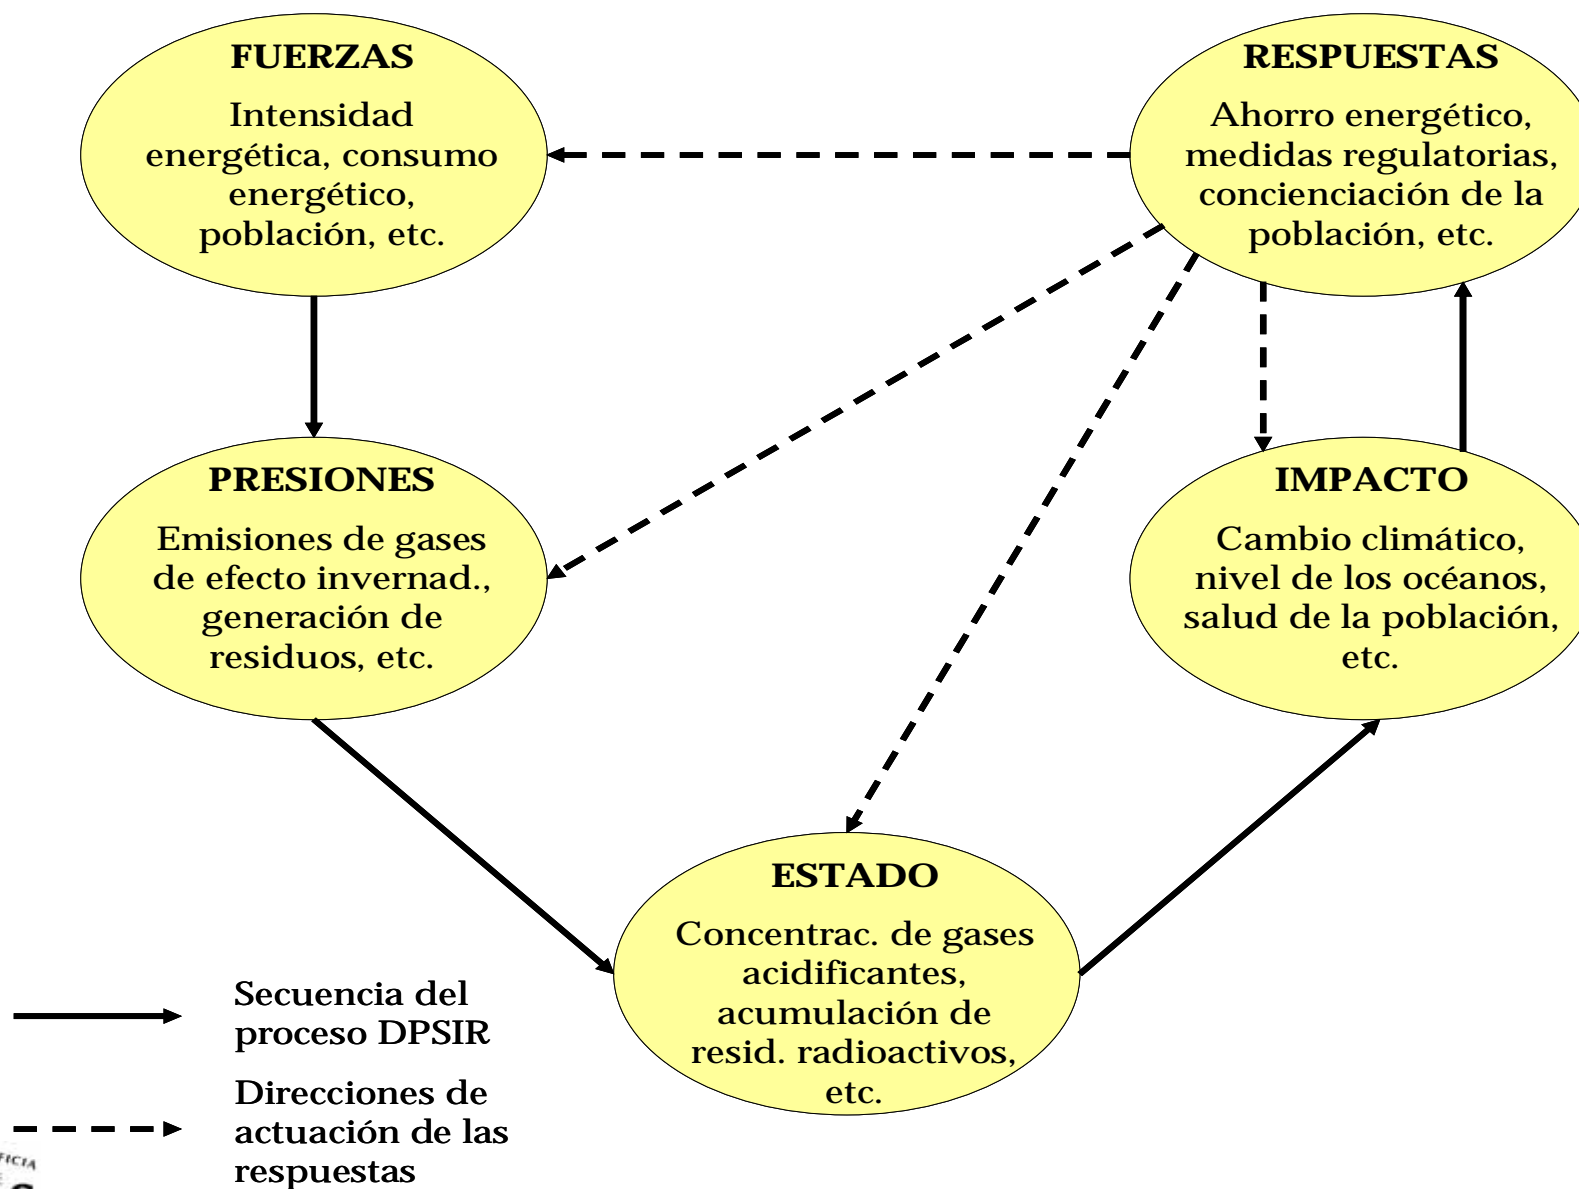 FUERZAS
Intensidad
energética, consumo
energético,
población, etc.
RESPUESTAS
Ahorro energético,
medidas regulatorias,
concienciación de la
población, etc.
PRESIONES
Emisiones de gases
de efecto invernad.,
generación de
residuos, etc.
IMPACTO
Cambio climático,
nivel de los océanos,
salud de la población,
etc.
ESTADO
Concentrac. de gases
acidificantes,
acumulación de
resid. radioactivos,
etc.
Secuencia del
proceso DPSIR
Direcciones de
actuación de las
respuestas